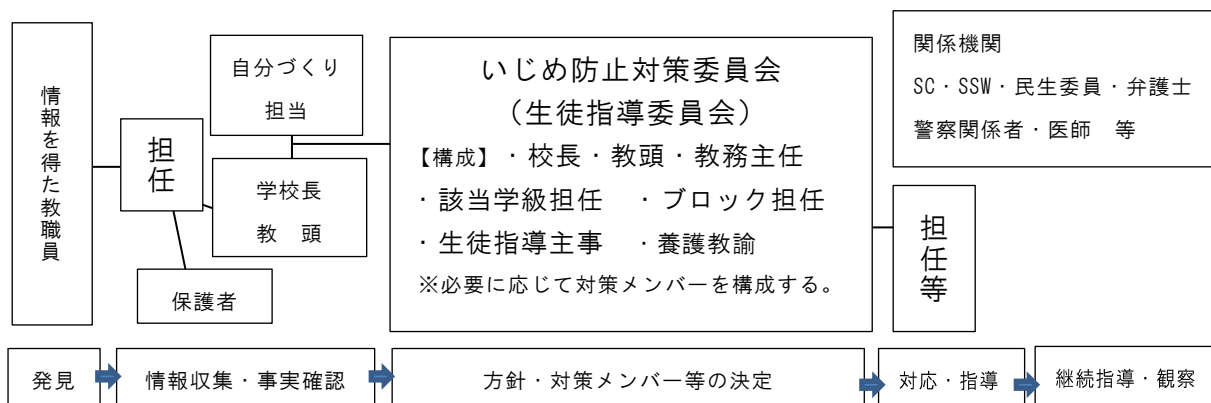 情報を得た教職員
担任
自分づくり
担当
学校長
教　頭
保護者
いじめ防止対策委員会
（生徒指導委員会）
【構成】・校長・教頭・教務主任
・該当学級担任　・ブロック担任
・生徒指導主事　・養護教諭
※必要に応じて対策メンバーを構成する。
関係機関
SC・SSW・民生委員・弁護士
警察関係者・医師　等
担任等
発見
情報収集・事実確認
方針・対策メンバー等の決定
対応・指導
継続指導・観察